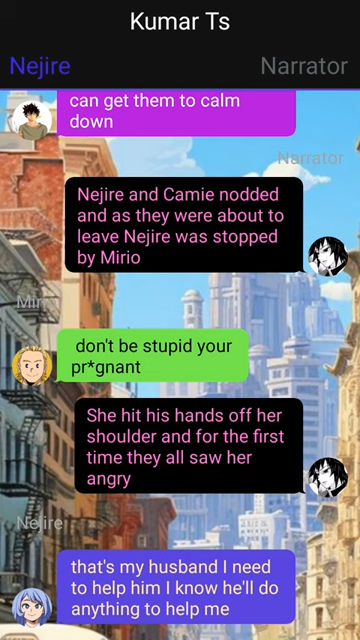 Kumar Ts
Nejire
Narrator
can get them to calm
down
Narrator
Nejire and Camie nodded
and as they were about to
leave Nejire was stopped
by Mirio
Mir
don't be stupid your
pr*gnant
She hit his hands off her
shoulder and for the first
time they all saw her
angry
Nejire
that's my husband I need
to help him I know he'll do
anything to help me